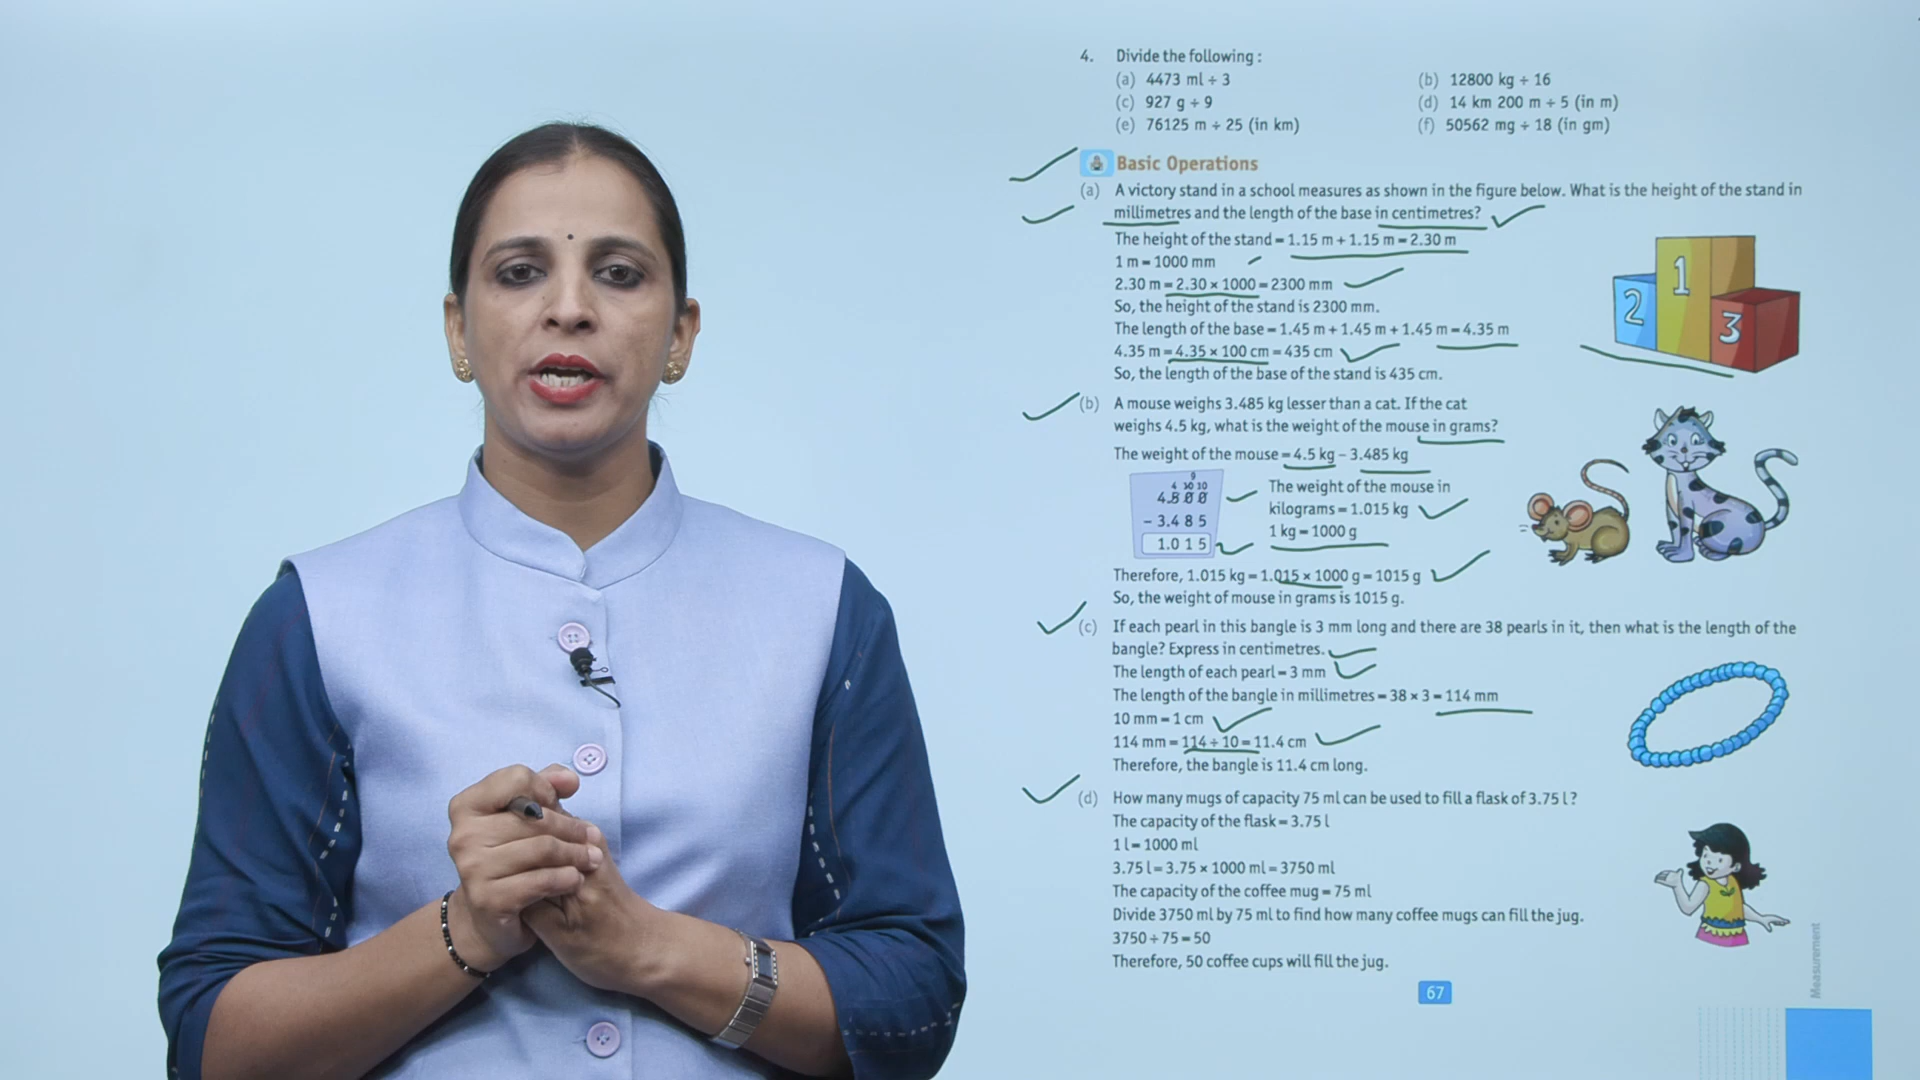 4. Divide the following :
(a) 4473 ml ÷ 3 (b) 12800 kg ÷ 16
(c) 927 g ÷ 9 (d) 14 km 200 m ÷ 5 (in m)
(e) 76125 m ÷ 25 (in km) (f) 50562 mg ÷ 18 (in gm)
Basic Operations
(a) A victory stand in a school measures as shown in the figure below. What is the height of the stand in
millimetres and the length of the base in centimetres?
The height of the stand = 1.15 m + 1.15 m = 2.30 m
1 m = 1000 mm
2.30 m = 2.30 × 1000 = 2300 mm
So, the height of the stand is 2300 mm.
The length of the base = 1.45 m + 1.45 m + 1.45 m = 4.35 m
4.35 m = 4.35 × 100 cm = 435 cm
So, the length of the base of the stand is 435 cm.
1
2
3
(b) A mouse weighs 3.485 kg lesser than a cat. If the cat
weighs 4.5 kg, what is the weight of the mouse in grams?
The weight of the mouse = 4.5 kg – 3.485 kg
9
4 10 10
4.5 0 0
– 3.4 8 5
1.0 1 5
The weight of the mouse in
kilograms = 1.015 kg
1 kg = 1000 g
Therefore, 1.015 kg = 1.015 × 1000 g = 1015 g
So, the weight of mouse in grams is 1015 g.
(c) If each pearl in this bangle is 3 mm long and there are 38 pearls in it, then what is the length of the
bangle? Express in centimetres.
The length of each pearl = 3 mm
The length of the bangle in millimetres = 38 × 3 = 114 mm
10 mm = 1 cm
114 mm = 114 ÷ 10 = 11.4 cm
Therefore, the bangle is 11.4 cm long.
(d) How many mugs of capacity 75 ml can be used to fill a flask of 3.75 l ?
The capacity of the flask = 3.75 l
1 l = 1000 ml
3.75 l = 3.75 × 1000 ml = 3750 ml
The capacity of the coffee mug = 75 ml
Divide 3750 ml by 75 ml to find how many coffee mugs can fill the jug.
3750 ÷ 75 = 50
Therefore, 50 coffee cups will fill the jug.
Measurement
67